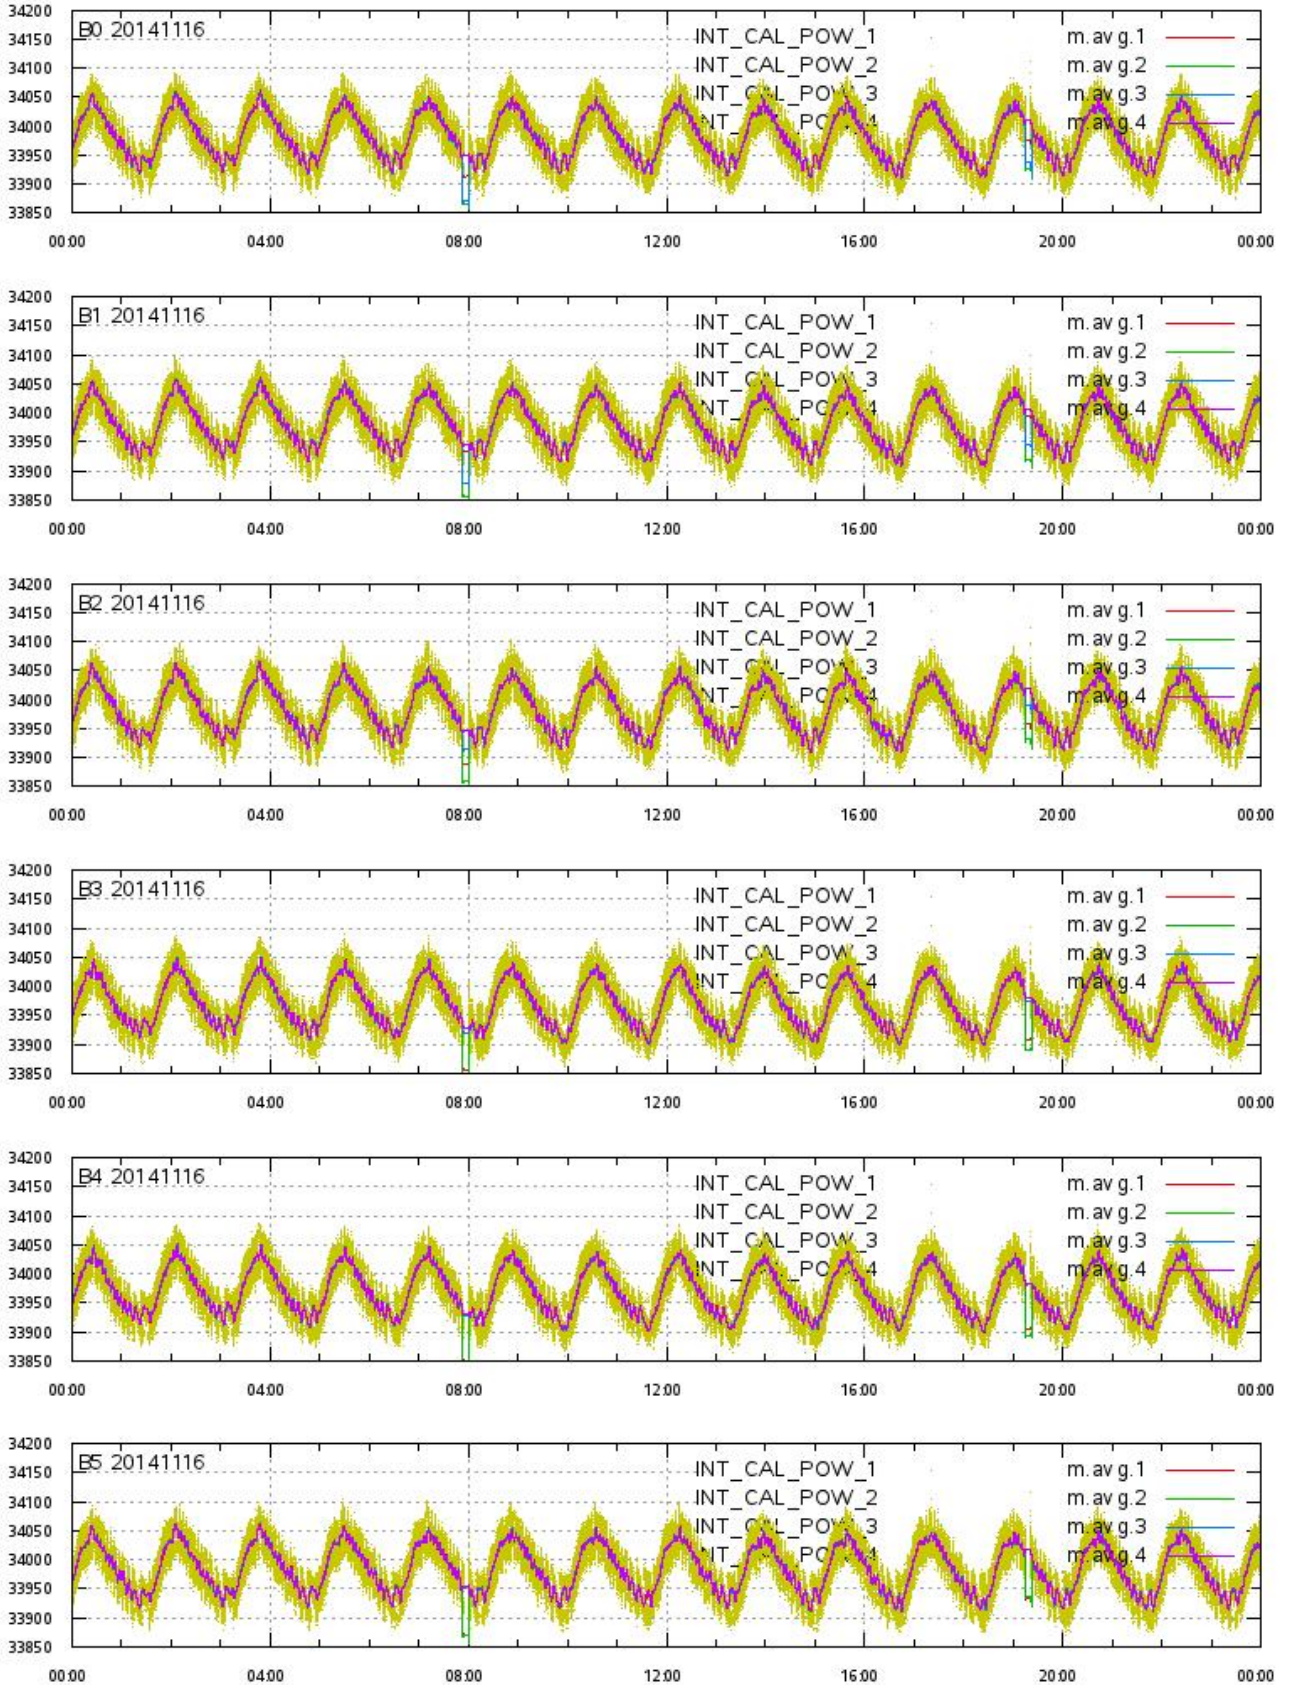 34200
34150 B0 20141116 INT_CAL_POW_1 m.avg.1
34100 INT_CAL_POW_2 m.avg.2
34050 INT_CAL_POW_3 m.avg.3
34000 INT_CAL_POW_4 m.avg.4
33950
33900
33850
00:00 04:00 08:00 12:00 16:00 20:00 00:00
34200
34150 B1 20141116 INT_CAL_POW_1 m.avg.1
34100 INT_CAL_POW_2 m.avg.2
34050 INT_CAL_POW_3 m.avg.3
34000 INT_CAL_POW_4 m.avg.4
33950
33900
33850
00:00 04:00 08:00 12:00 16:00 20:00 00:00
34200
34150 B2 20141116 INT_CAL_POW_1 m.avg.1
34100 INT_CAL_POW_2 m.avg.2
34050 INT_CAL_POW_3 m.avg.3
34000 INT_CAL_POW_4 m.avg.4
33950
33900
33850
00:00 04:00 08:00 12:00 16:00 20:00 00:00
34200
34150 B3 20141116 INT_CAL_POW_1 m.avg.1
34100 INT_CAL_POW_2 m.avg.2
34050 INT_CAL_POW_3 m.avg.3
34000 INT_CAL_POW_4 m.avg.4
33950
33900
33850
00:00 04:00 08:00 12:00 16:00 20:00 00:00
34200
34150 B4 20141116 INT_CAL_POW_1 m.avg.1
34100 INT_CAL_POW_2 m.avg.2
34050 INT_CAL_POW_3 m.avg.3
34000 INT_CAL_POW_4 m.avg.4
33950
33900
33850
00:00 04:00 08:00 12:00 16:00 20:00 00:00
34200
34150 B5 20141116 INT_CAL_POW_1 m.avg.1
34100 INT_CAL_POW_2 m.avg.2
34050 INT_CAL_POW_3 m.avg.3
34000 INT_CAL_POW_4 m.avg.4
33950
33900
33850
00:00 04:00 08:00 12:00 16:00 20:00 00:00